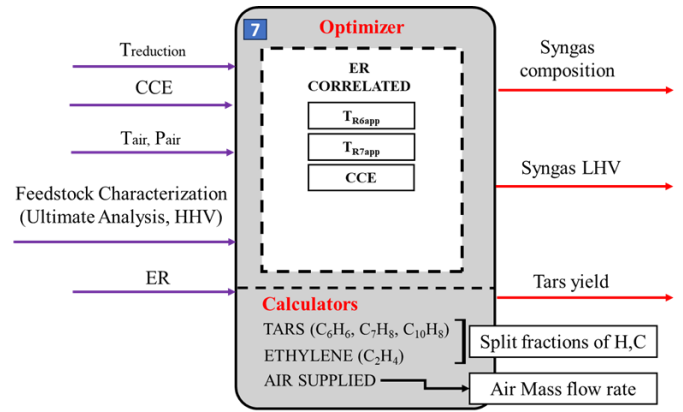 7
Optimizer
Treduction
CCE
Tair, Pair
Feedstock Characterization
(Ultimate Analysis, HHV)
ER
ER
CORRELATED
TR6app
TR7app
CCE
Calculators
TARS (C6H6, C7H8, C10H8)
ETHYLENE (C2H4)
AIR SUPPLIED
Split fractions of H,C
Air Mass flow rate
Syngas
composition
Syngas LHV
Tars yield